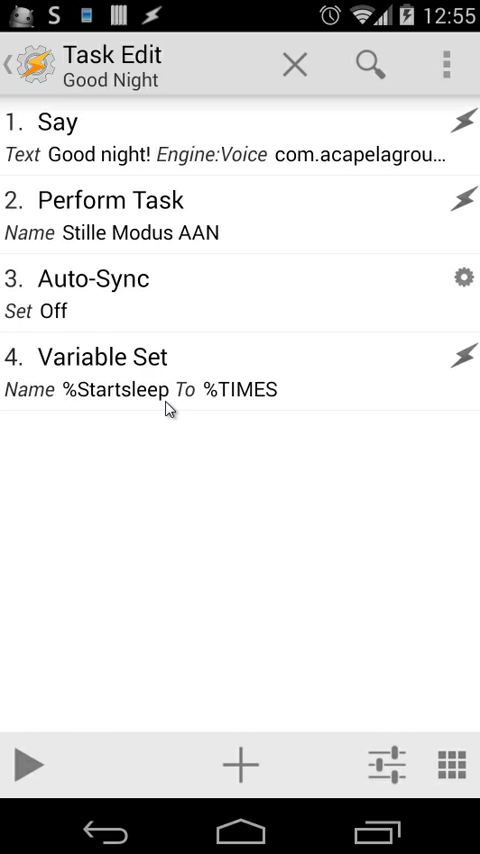 S 12:55
Task Edit
Good Night
1. Say
Text Good night! Engine:Voice com.acapelagrou...
2. Perform Task
Name Stille Modus AAN
3. Auto-Sync
Set Off
4. Variable Set
Name %Startsleep To %TIMES